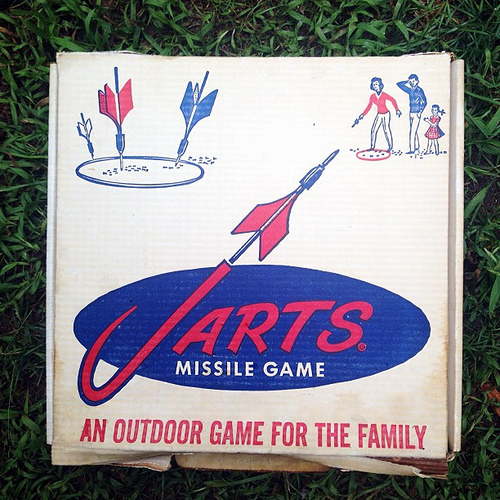 JARTS®
MISSILE GAME
AN OUTDOOR GAME FOR THE FAMILY